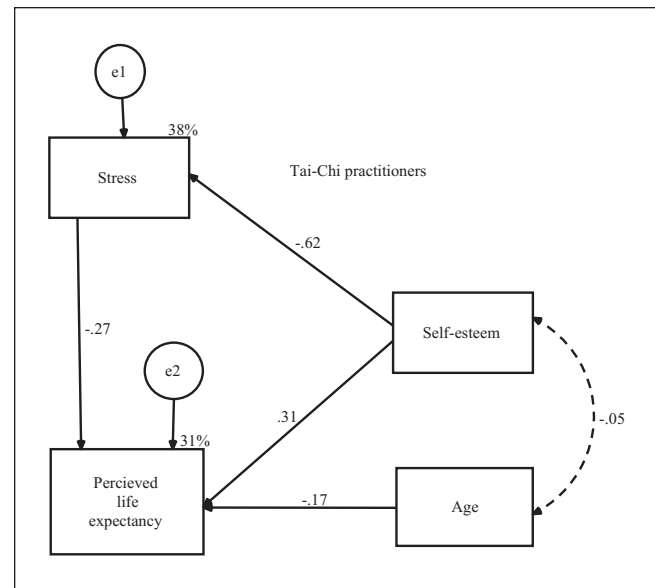 e1
38%
Stress
Tai-Chi practitioners
-.62
Self-esteem
-.27
e2
.31
-.05
31%
Percieved
life
expectancy
-.17
Age